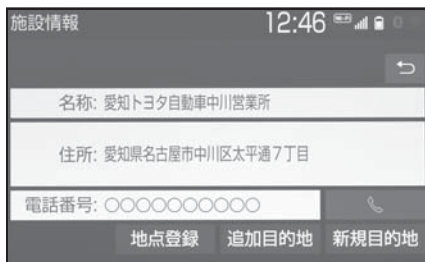 施設情報 12:46
名称: 愛知トヨタ自動車中川営業所
住所: 愛知県名古屋市中川区太平通7丁目
電話番号: ○○○○○○○○○○
地点登録 追加目的地 新規目的地